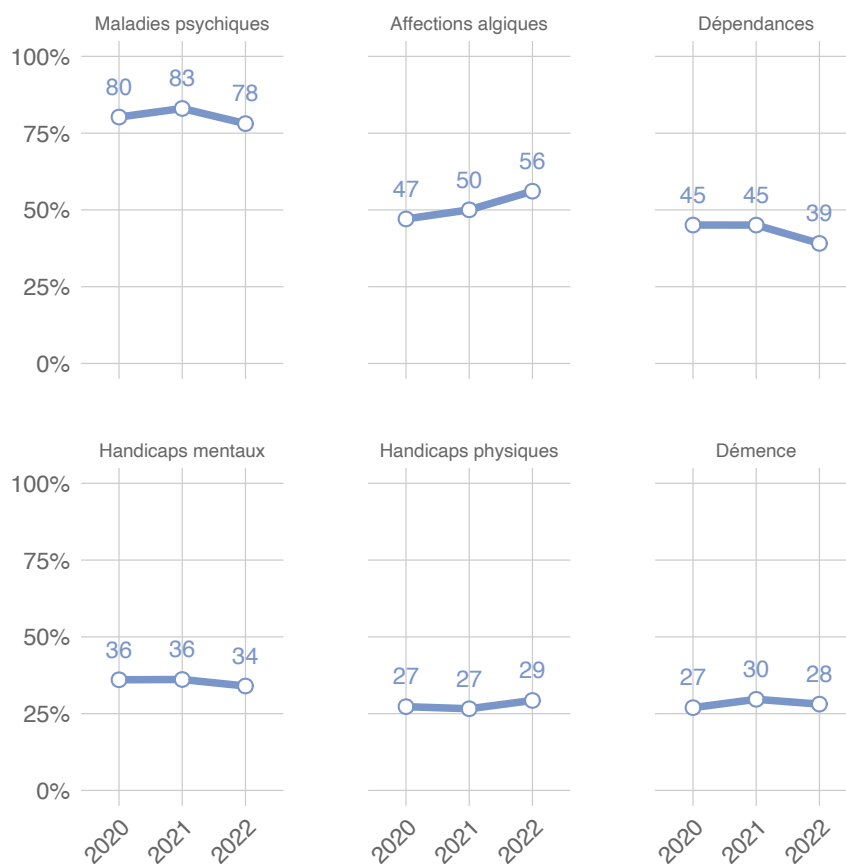 Maladies psychiques Affections algiques Dépendances
100%
80 83 78
75%
47 50 56
50%
45 45 39
25%
0%
Handicaps mentaux Handicaps physiques Démence
100%
75%
50%
36 36 34
27 27 29
27 30 28
25%
0%
2020 2021 2022 2020 2021 2022 2020 2021 2022